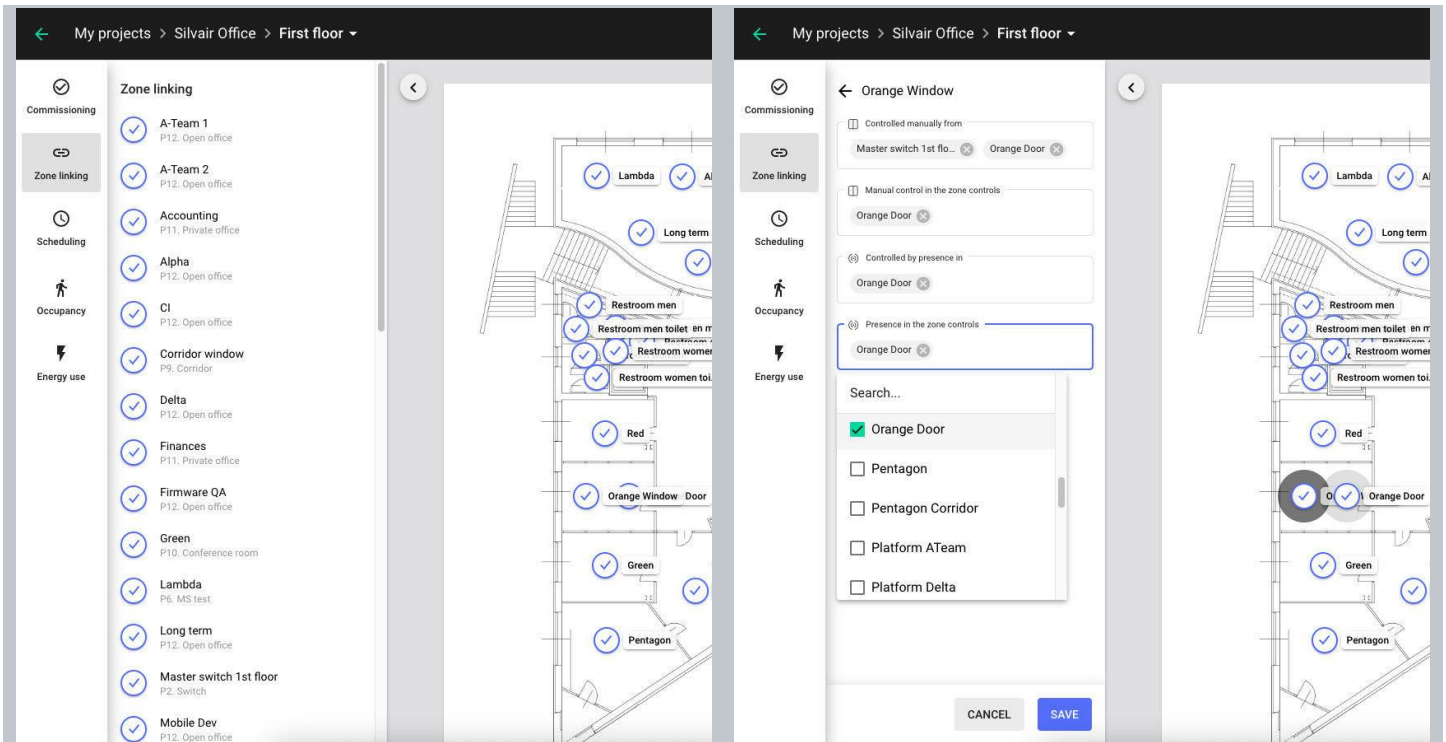 My projects > Silvair Office > First floor
Commissioning
Zone linking
Scheduling
Occupancy
Energy use
Zone linking
A-Team 1
P12. Open office
A-Team 2
P12. Open office
Accounting
P11. Private office
Alpha
P12. Open office
CI
P12. Open office
Corridor window
P9. Corridor
Delta
P12. Open office
Finances
P11. Private office
Firmware QA
P12. Open office
Green
P10. Conference room
Lambda
P6. MS test
Long term
P12. Open office
Master switch 1st floor
P2. Switch
Mobile Dev
P12. Open office
Lambda
Al
Long term
Restroom men
Restroom men toilet en m
Restroom women
Restroom women toi.
Red
Orange Window Door
Green
Pentagon
My projects > Silvair Office > First floor
Commissioning
Zone linking
Scheduling
Occupancy
Energy use
Orange Window
Controlled manually from
Master switch 1st flo... Orange Door
Manual control in the zone controls
Orange Door
Controlled by presence in
Orange Door
Presence in the zone controls
Orange Door
Search...
Orange Door
Pentagon
Pentagon Corridor
Platform ATeam
Platform Delta
CANCEL SAVE
Lambda
Al
Long term
Restroom men
Restroom men toilet en m
Restroom women
Restroom women toi.
Red
Orange Door
Green
Pentagon